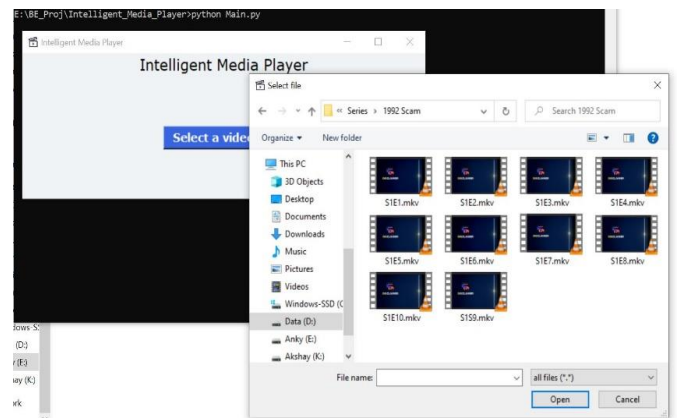 E:\BE_Proj\Intelligent_Media_Player>python Main.py
Intelligent Media Player
Intelligent Media Player
Select a vide
Select file
« Series > 1992 Scam
Search 1992 Scam
Organize
New folder
This PC
3D Objects
Desktop
Documents
Downloads
Music
Pictures
Videos
Windows-SSD (C
Data (D:)
Anky (E:)
Akshay (K:)
S1E1.mkv
S1E2.mkv
S1E3.mkv
S1E4.mkv
S1E5.mkv
S1E6.mkv
S1E7.mkv
S1E8.mkv
S1E10.mkv
S1S9.mkv
File name:
all files (*.*)
Open
Cancel
dows-S:
(D:)
(E:)
ay (K:)
rk